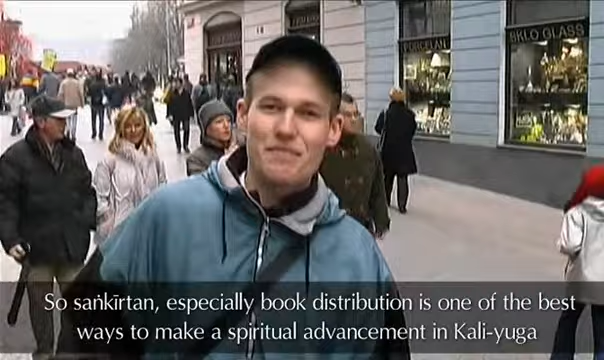 PORCELAN
SKLO GLASS
So saṅkīrtan, especially book distribution is one of the best
ways to make a spiritual advancement in Kali-yuga